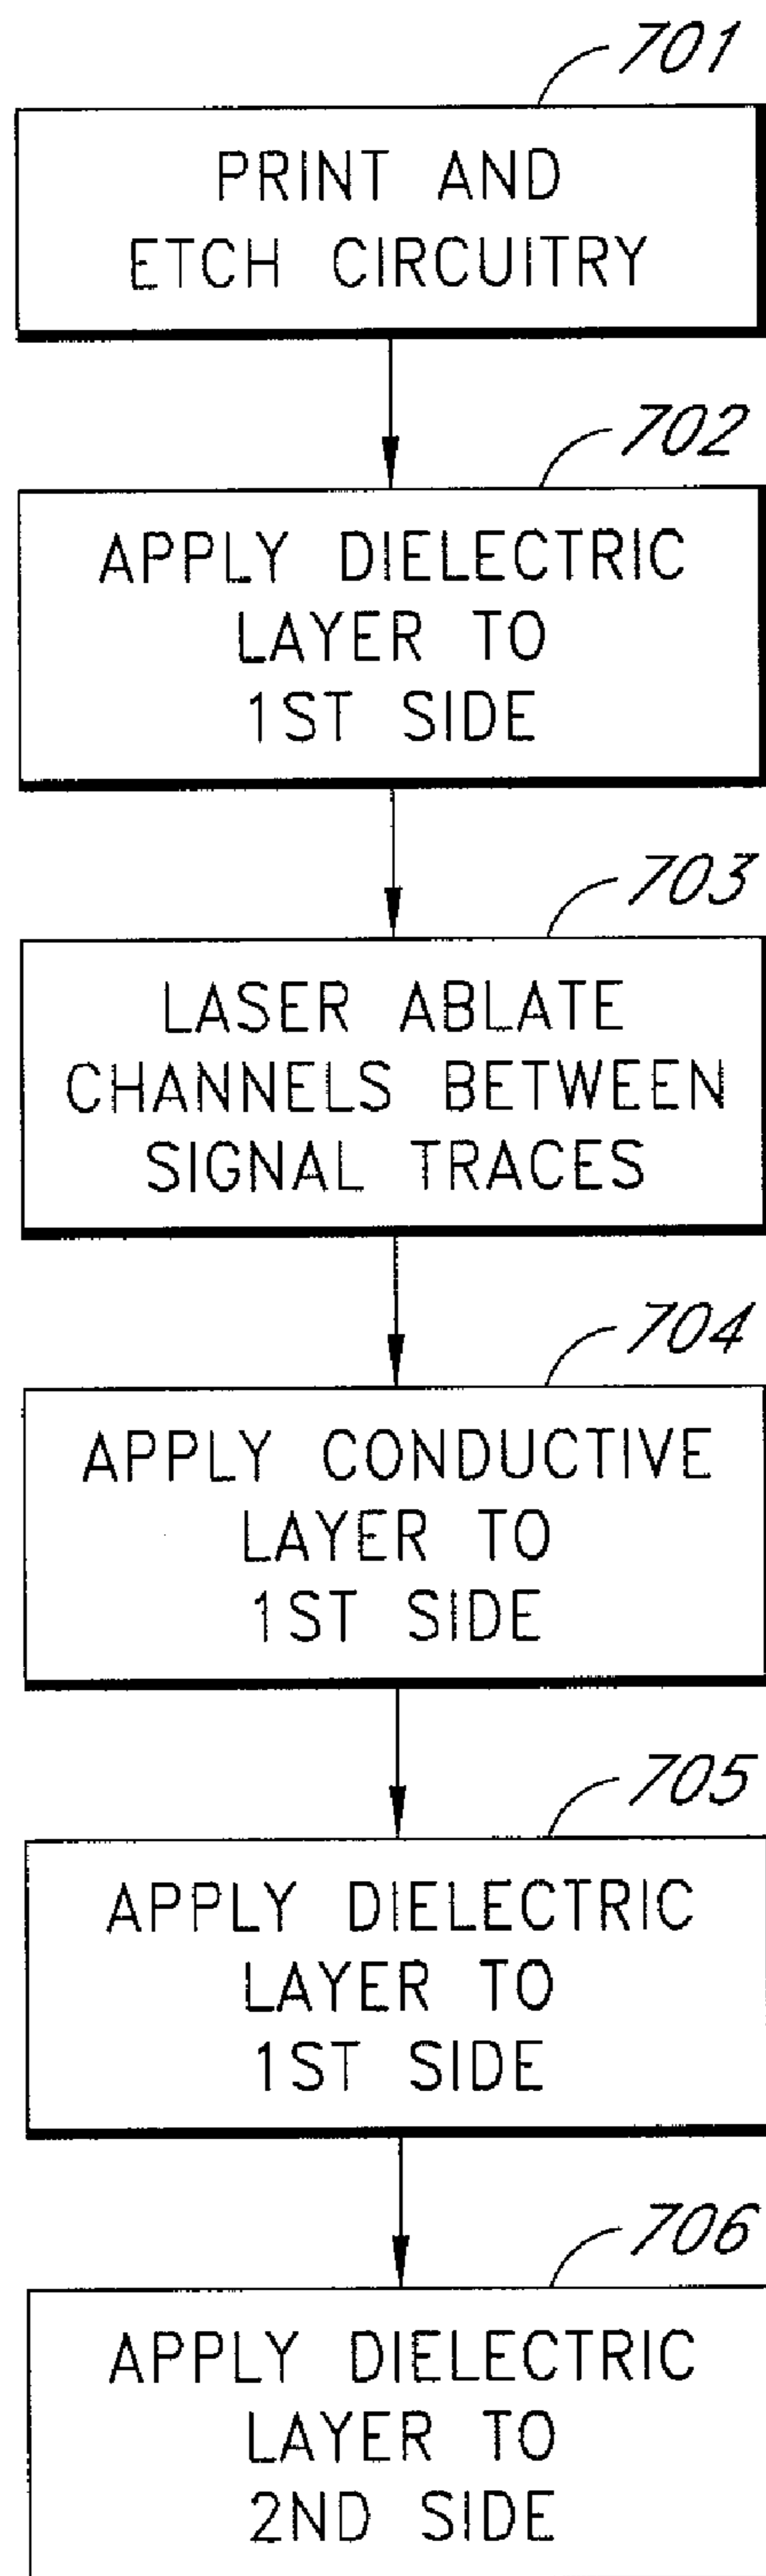 701
PRINT AND
ETCH CIRCUITRY
702
APPLY DIELECTRIC
LAYER TO
1ST SIDE
703
LASER ABLATE
CHANNELS BETWEEN
SIGNAL TRACES
704
APPLY CONDUCTIVE
LAYER TO
1ST SIDE
705
APPLY DIELECTRIC
LAYER TO
1ST SIDE
706
APPLY DIELECTRIC
LAYER TO
2ND SIDE